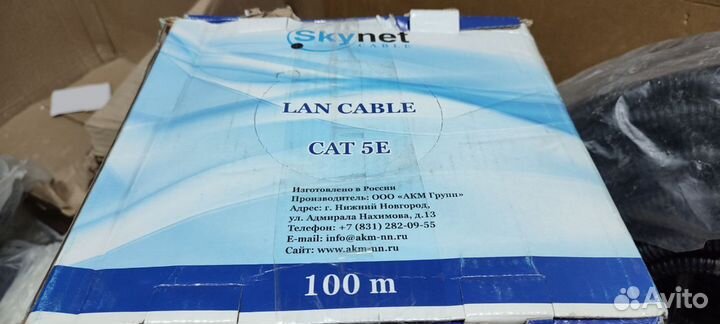 Skynet
CABLE
LAN CABLE
CAT 5E
Изготовлено в России
Производитель: ООО «АКМ Групп»
Адрес: г. Нижний Новгород,
ул. Адмирала Нахимова, д.13
Телефон: +7 (831) 282-09-55
E-mail: info@akm-nn.ru
Сайт: www.akm-nn.ru
100 m
Avito